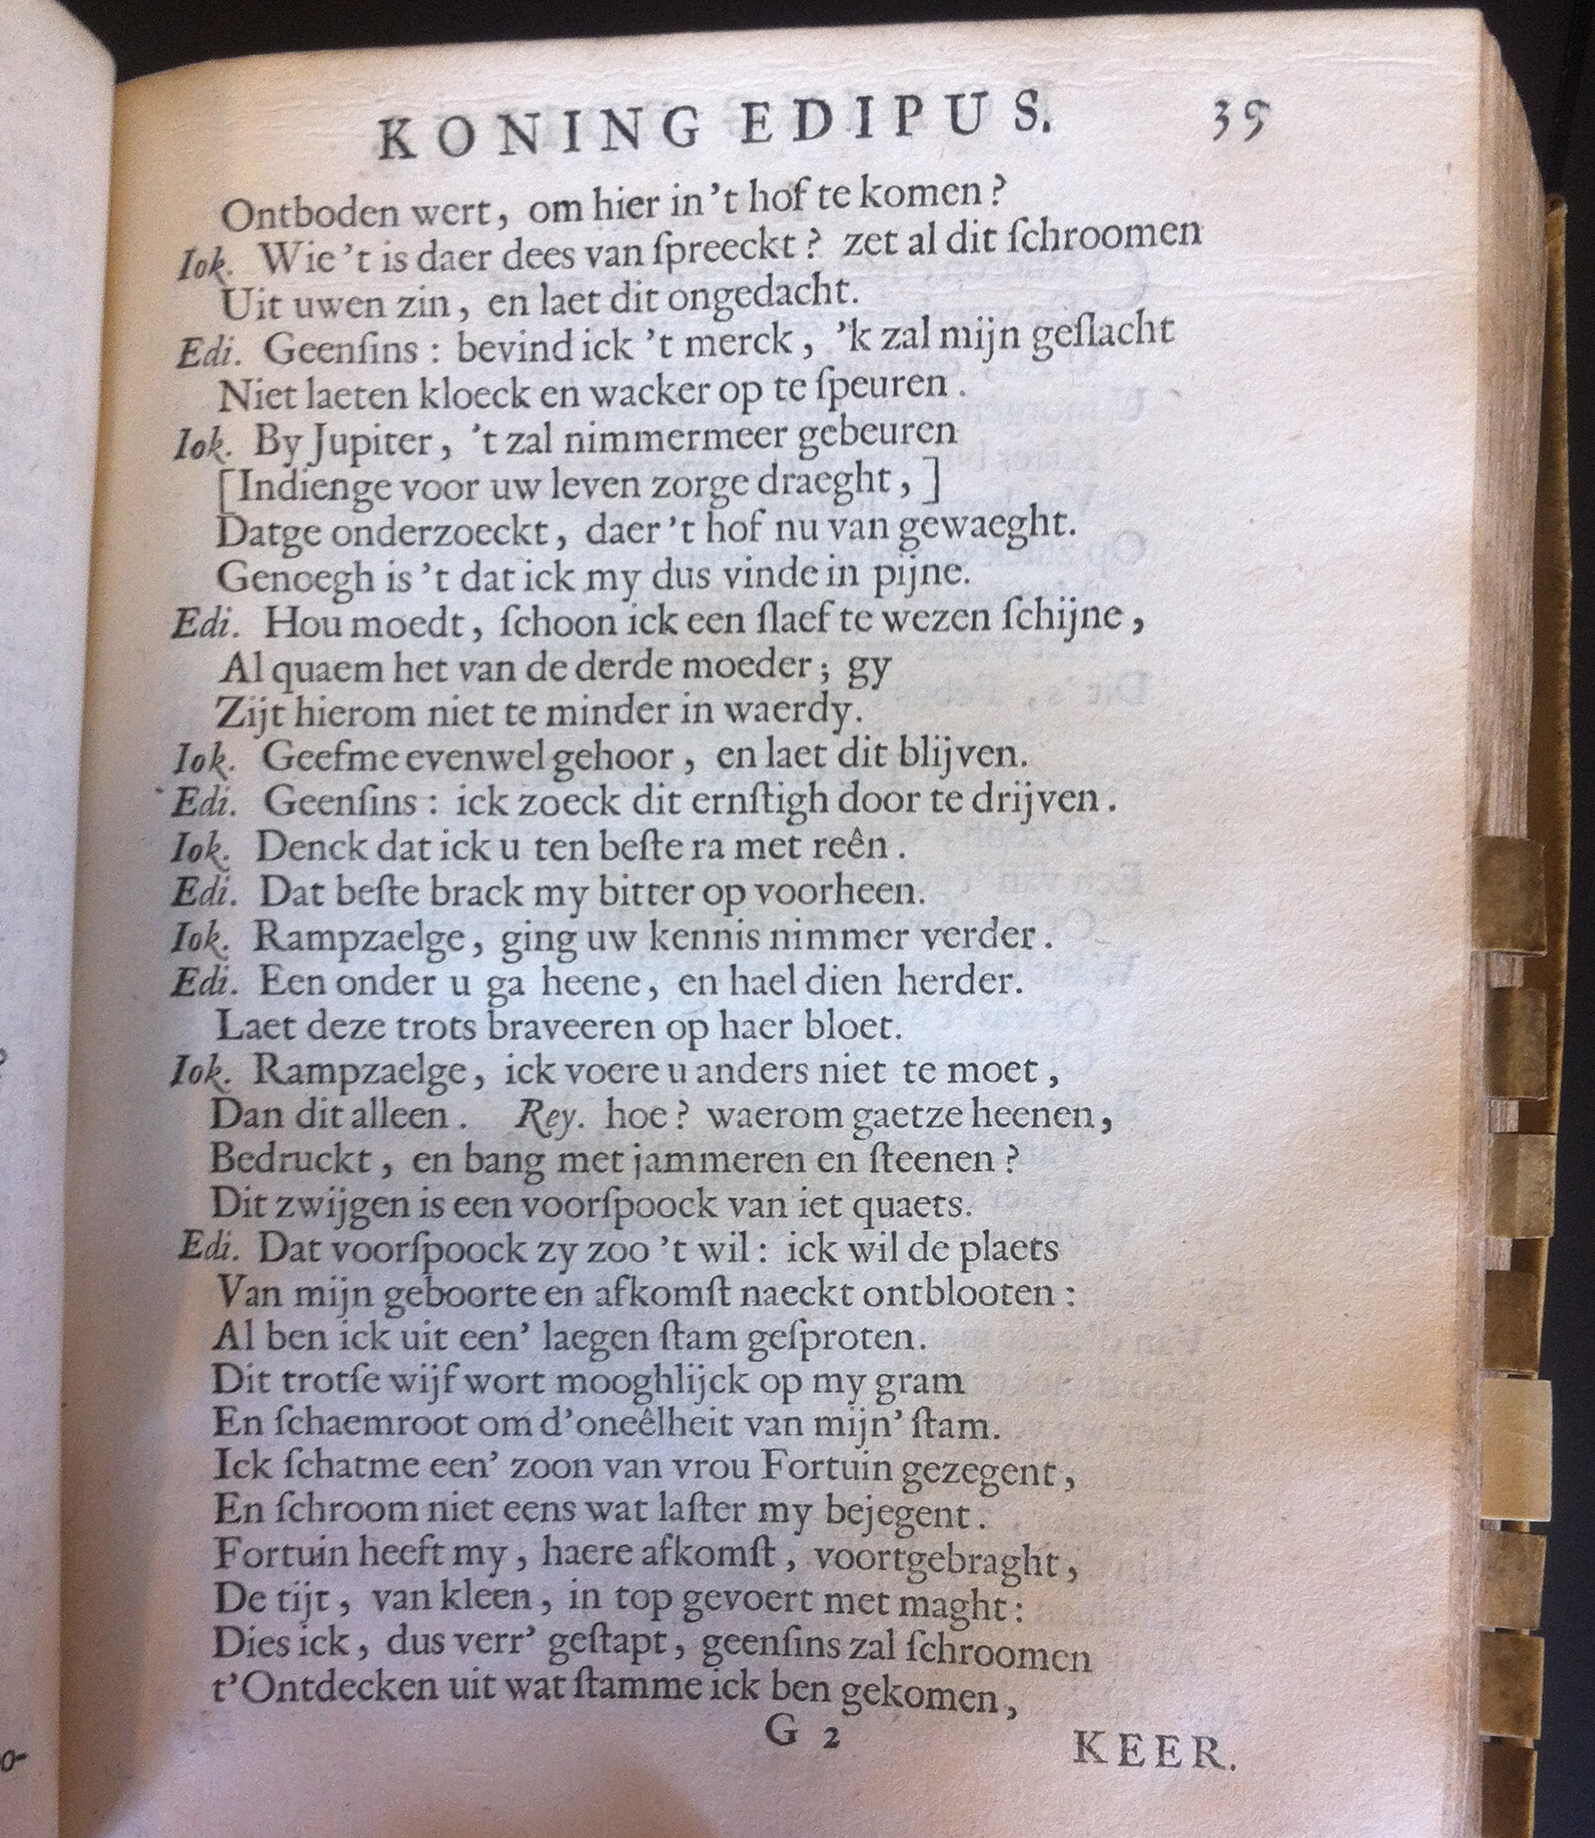 KONING EDIPUS. 39
Ontboden wert, om hier in 't hof te komen?
Iok. Wie 't is daer dees van ſpreeckt? zet al dit ſchroomen
Uit uwen zin, en laet dit ongedacht.
Edi. Geenſins: bevind ick 't merck, 'k zal mijn geſlacht
Niet laeten kloeck en wacker op te ſpeuren.
Iok. By Jupiter, 't zal nimmermeer gebeuren
[Indienge voor uw leven zorge draeght,]
Datge onderzoeckt, daer 't hof nu van gewaeght.
Genoegh is 't dat ick my dus vinde in pijne.
Edi. Hou moedt, ſchoon ick een ſlaef te wezen ſchijne,
Al quaem het van de derde moeder; gy
Zijt hierom niet te minder in waerdy.
Iok. Geefme evenwel gehoor, en laet dit blijven.
Edi. Geenſins: ick zoeck dit ernſtigh door te drijven.
Iok. Denck dat ick u ten beſte ra met reên.
Edi. Dat beſte brack my bitter op voorheen.
Iok. Rampzaelge, ging uw kennis nimmer verder.
Edi. Een onder u ga heene, en hael dien herder.
Laet deze trots braveeren op haer bloet.
Iok. Rampzaelge, ick voere u anders niet te moet,
Dan dit alleen. Rey. hoe? waerom gaetze heenen,
Bedruckt, en bang met jammeren en ſteenen?
Dit zwijgen is een voorſpoock van iet quaets.
Edi. Dat voorſpoock zy zoo 't wil: ick wil de plaets
Van mijn geboorte en afkomſt naeckt ontblooten:
Al ben ick uit een' laegen ſtam geſproten.
Dit trotſe wijf wort mooghlijck op my gram
En ſchaemroot om d'oneêlheit van mijn' ſtam.
Ick ſchatme een' zoon van vrou Fortuin gezegent,
En ſchroom niet eens wat laſter my bejegent.
Fortuin heeft my, haere afkomſt, voortgebraght,
De tijt, van kleen, in top gevoert met maght:
Dies ick, dus verr' geſtapt, geenſins zal ſchroomen
t'Ontdecken uit wat ſtamme ick ben gekomen,
G 2 KEER.